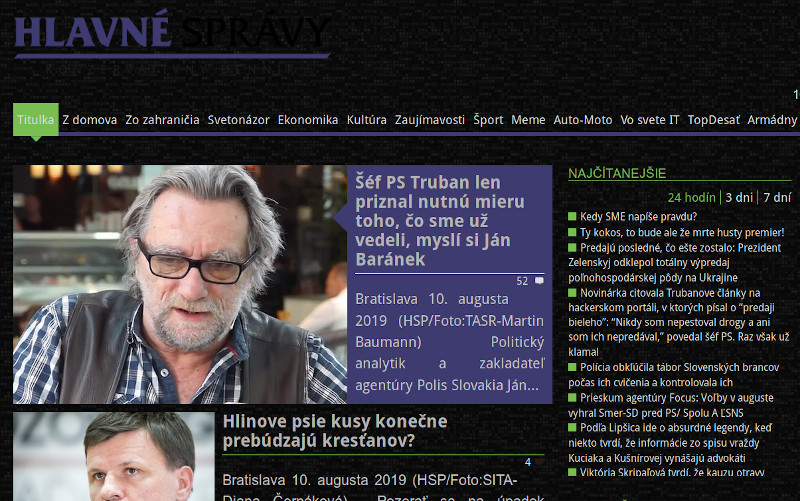 HLAVNÉ SPRÁVY
Titulka Z domova Zo zahraničia Svetonázor Ekonomika Kultúra Zaujímavosti Šport Meme Auto-Moto Vo svete IT TopDesať Armádny
Šéf PS Truban len
priznal nutnú mieru
toho, čo sme už
vedeli, myslí si Ján
Baránek
52
Bratislava 10. augusta
2019 (HSP/Foto:TASR-Martin
Baumann) Politický
analytik a zakladateľ
agentúry Polis Slovakia Ján...
Hlinove psie kusy konečne
prebúdzajú kresťanov?
4
Bratislava 10. augusta 2019 (HSP/Foto:SITA-
Diana Černáková) Pozerať sa na úpadok
NAJČÍTANEJŠIE
24 hodín 3 dni 7 dní
Kedy SME napíše pravdu?
Ty kokos, to bude ale že mrte husty premier!
Predajú posledné, čo ešte zostalo: Prezident
Zelenskyj odklepol totálny výpredaj
poľnohospodárskej pôdy na Ukrajine
Novinárka citovala Trubanove články na
hackerskom portáli, v ktorých písal o “predaji
bieleho”: “Nikdy som nepestoval drogy a ani
som ich nepredával,” povedal šéf PS. Raz však už
klamal
Polícia obkľúčila tábor Slovenských brancov
počas ich cvičenia a kontrolovala ich
Prieskum agentúry Focus: Voľby v auguste
vyhral Smer-SD pred PS/ Spolu A ĽSNS
Podľa Lipšica ide o absurdné legendy, keď
niekto tvrdí, že informácie zo spisu vraždy
Kuciaka a Kušnírovej vynášajú advokáti
Viktória Skripaľová tvrdí, že kauzu otravy